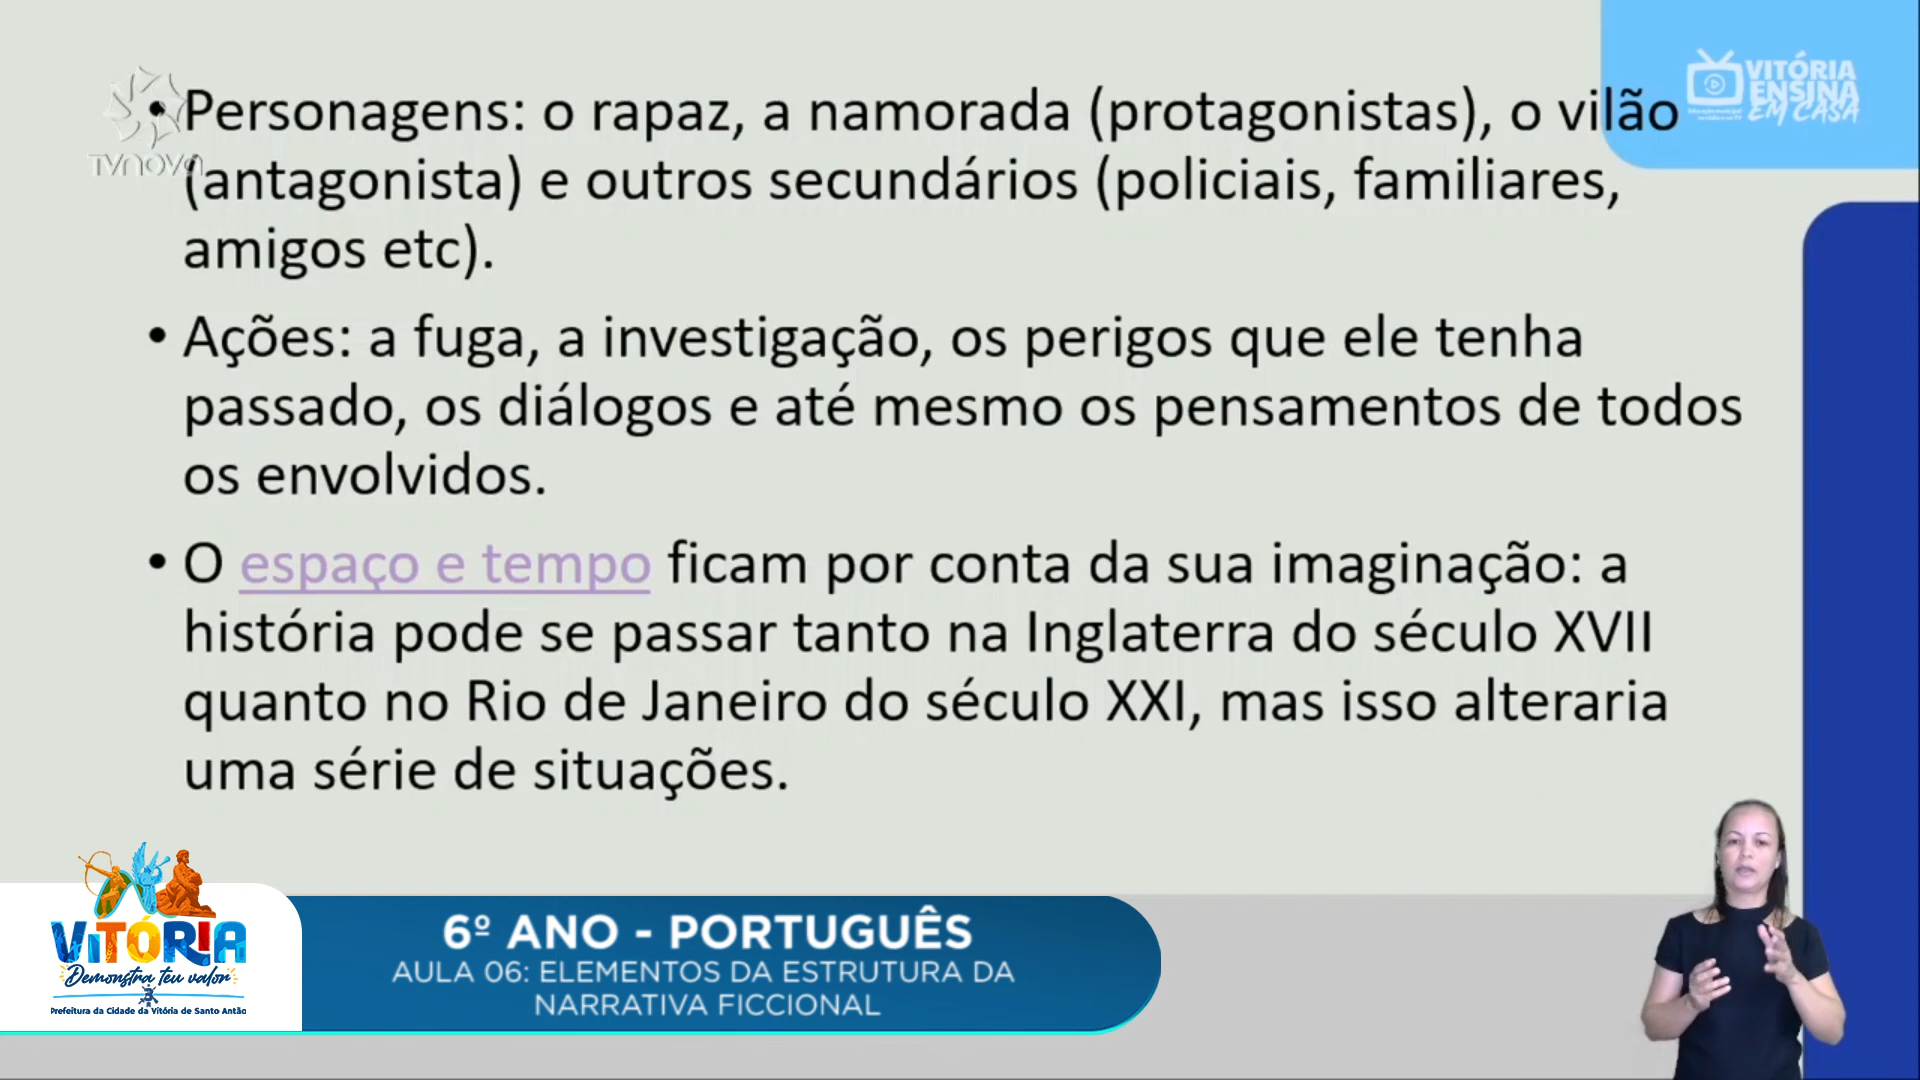 • Personagens: o rapaz, a namorada (protagonistas), o vilão
(antagonista) e outros secundários (policiais, familiares,
amigos etc).
• Ações: a fuga, a investigação, os perigos que ele tenha
passado, os diálogos e até mesmo os pensamentos de todos
os envolvidos.
• O espaço e tempo ficam por conta da sua imaginação: a
história pode se passar tanto na Inglaterra do século XVII
quanto no Rio de Janeiro do século XXI, mas isso alteraria
uma série de situações.
TV NOVA
VITÓRIA
ENSINA
EM CASA
VITÓRIA
Demonstra teu valor
Prefeitura da Cidade da Vitória de Santo Antão
6º ANO - PORTUGUÊS
AULA 06: ELEMENTOS DA ESTRUTURA DA
NARRATIVA FICCIONAL